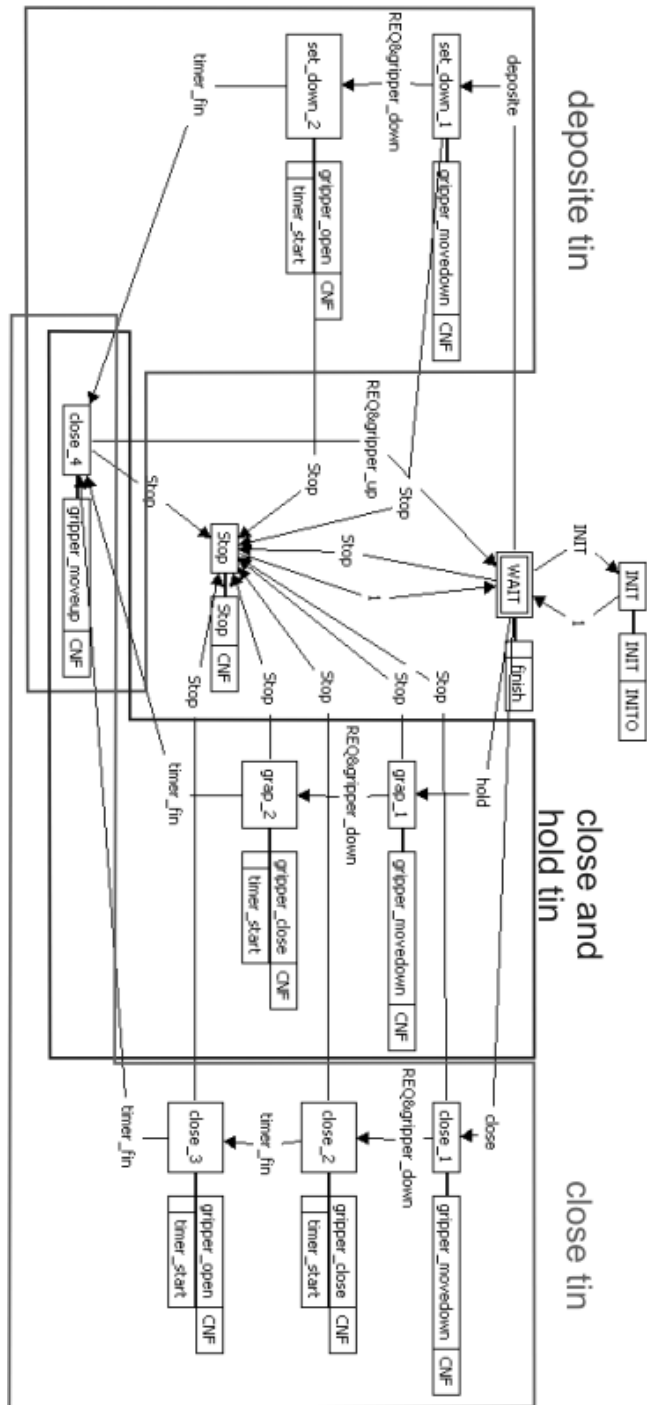 INIT
INIT
INITO
INIT
1
deposite tin
close and
hold tin
close tin
WAIT
finish
deposite
hold
close
set_down_1
gripper_movedown
CNF
grap_1
gripper_movedown
CNF
close_1
gripper_movedown
CNF
REQ&gripper_down
REQ&gripper_down
REQ&gripper_down
REQ&gripper_up
Stop
Stop
1
Stop
Stop
set_down_2
gripper_open
CNF
timer_start
Stop
Stop
CNF
Stop
Stop
Stop
Stop
Stop
grap_2
gripper_close
CNF
timer_start
close_2
gripper_close
CNF
timer_start
timer_fin
timer_fin
timer_fin
close_3
gripper_open
CNF
timer_start
timer_fin
close_4
gripper_moveup
CNF